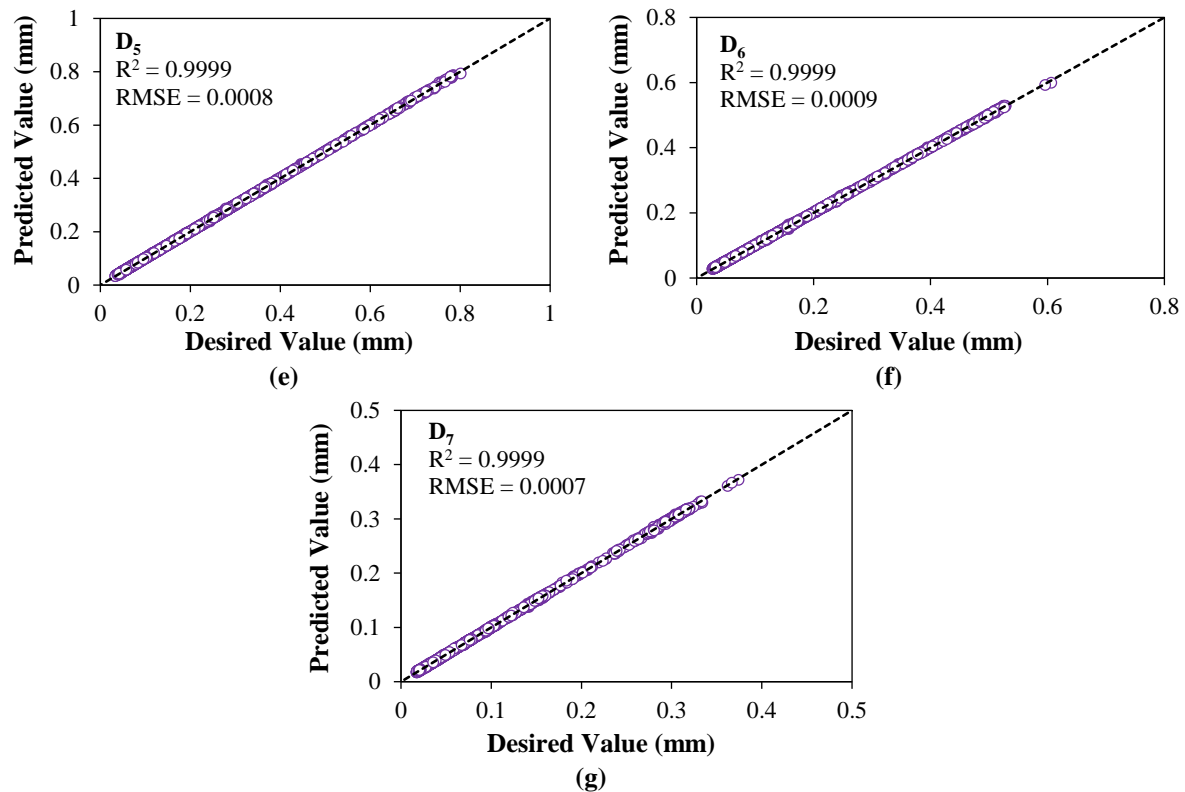 D5
R2 = 0.9999
RMSE = 0.0008
Predicted Value (mm)
1
0.8
0.6
0.4
0.2
0
0 0.2 0.4 0.6 0.8 1
Desired Value (mm)
(e)
D6
R2 = 0.9999
RMSE = 0.0009
Predicted Value (mm)
0.8
0.6
0.4
0.2
0
0 0.2 0.4 0.6 0.8
Desired Value (mm)
(f)
D7
R2 = 0.9999
RMSE = 0.0007
Predicted Value (mm)
0.5
0.4
0.3
0.2
0.1
0
0 0.1 0.2 0.3 0.4 0.5
Desired Value (mm)
(g)